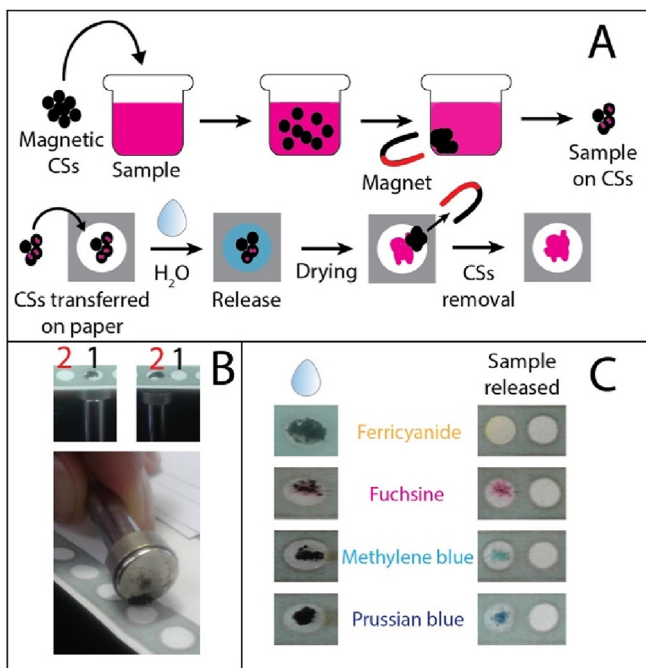 A
Magnetic
CSs
Sample
Magnet
Sample
on CSs
CSs transferred
on paper
H₂O
Release
Drying
CSs
removal
B
2 1
2 1
C
Sample
released
Ferricyanide
Fuchsine
Methylene blue
Prussian blue